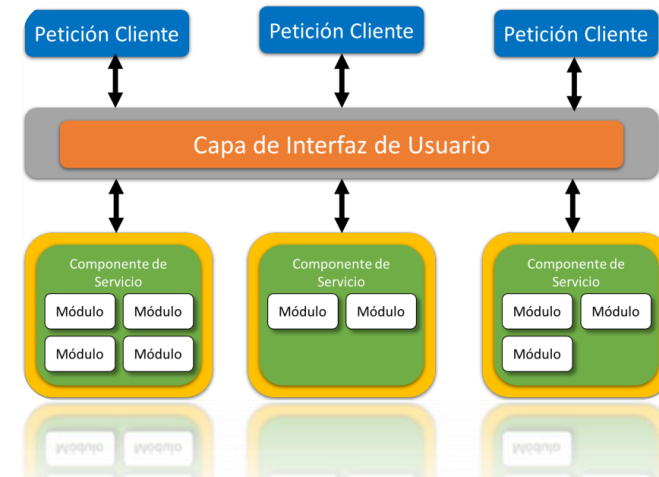 Petición Cliente
Petición Cliente
Petición Cliente
Capa de Interfaz de Usuario
Componente de
Servicio
Módulo
Módulo
Módulo
Módulo
Componente de
Servicio
Módulo
Módulo
Componente de
Servicio
Módulo
Módulo
Módulo